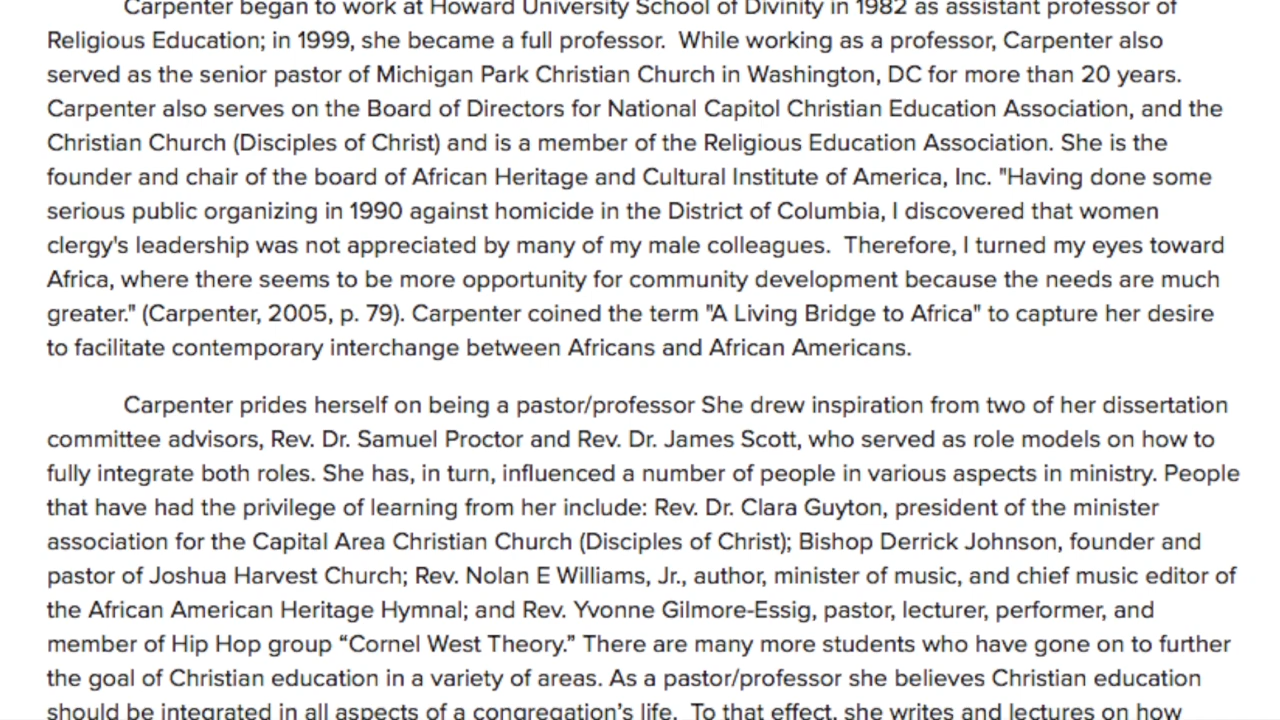 Carpenter began to work at Howard University School of Divinity in 1982 as assistant professor of
Religious Education; in 1999, she became a full professor.  While working as a professor, Carpenter also
served as the senior pastor of Michigan Park Christian Church in Washington, DC for more than 20 years.
Carpenter also serves on the Board of Directors for National Capitol Christian Education Association, and the
Christian Church (Disciples of Christ) and is a member of the Religious Education Association. She is the
founder and chair of the board of African Heritage and Cultural Institute of America, Inc. "Having done some
serious public organizing in 1990 against homicide in the District of Columbia, I discovered that women
clergy's leadership was not appreciated by many of my male colleagues.  Therefore, I turned my eyes toward
Africa, where there seems to be more opportunity for community development because the needs are much
greater." (Carpenter, 2005, p. 79). Carpenter coined the term "A Living Bridge to Africa" to capture her desire
to facilitate contemporary interchange between Africans and African Americans.
Carpenter prides herself on being a pastor/professor She drew inspiration from two of her dissertation
committee advisors, Rev. Dr. Samuel Proctor and Rev. Dr. James Scott, who served as role models on how to
fully integrate both roles. She has, in turn, influenced a number of people in various aspects in ministry. People
that have had the privilege of learning from her include: Rev. Dr. Clara Guyton, president of the minister
association for the Capital Area Christian Church (Disciples of Christ); Bishop Derrick Johnson, founder and
pastor of Joshua Harvest Church; Rev. Nolan E Williams, Jr., author, minister of music, and chief music editor of
the African American Heritage Hymnal; and Rev. Yvonne Gilmore-Essig, pastor, lecturer, performer, and
member of Hip Hop group “Cornel West Theory.” There are many more students who have gone on to further
the goal of Christian education in a variety of areas. As a pastor/professor she believes Christian education
should be integrated in all aspects of a congregation’s life.  To that effect, she writes and lectures on how